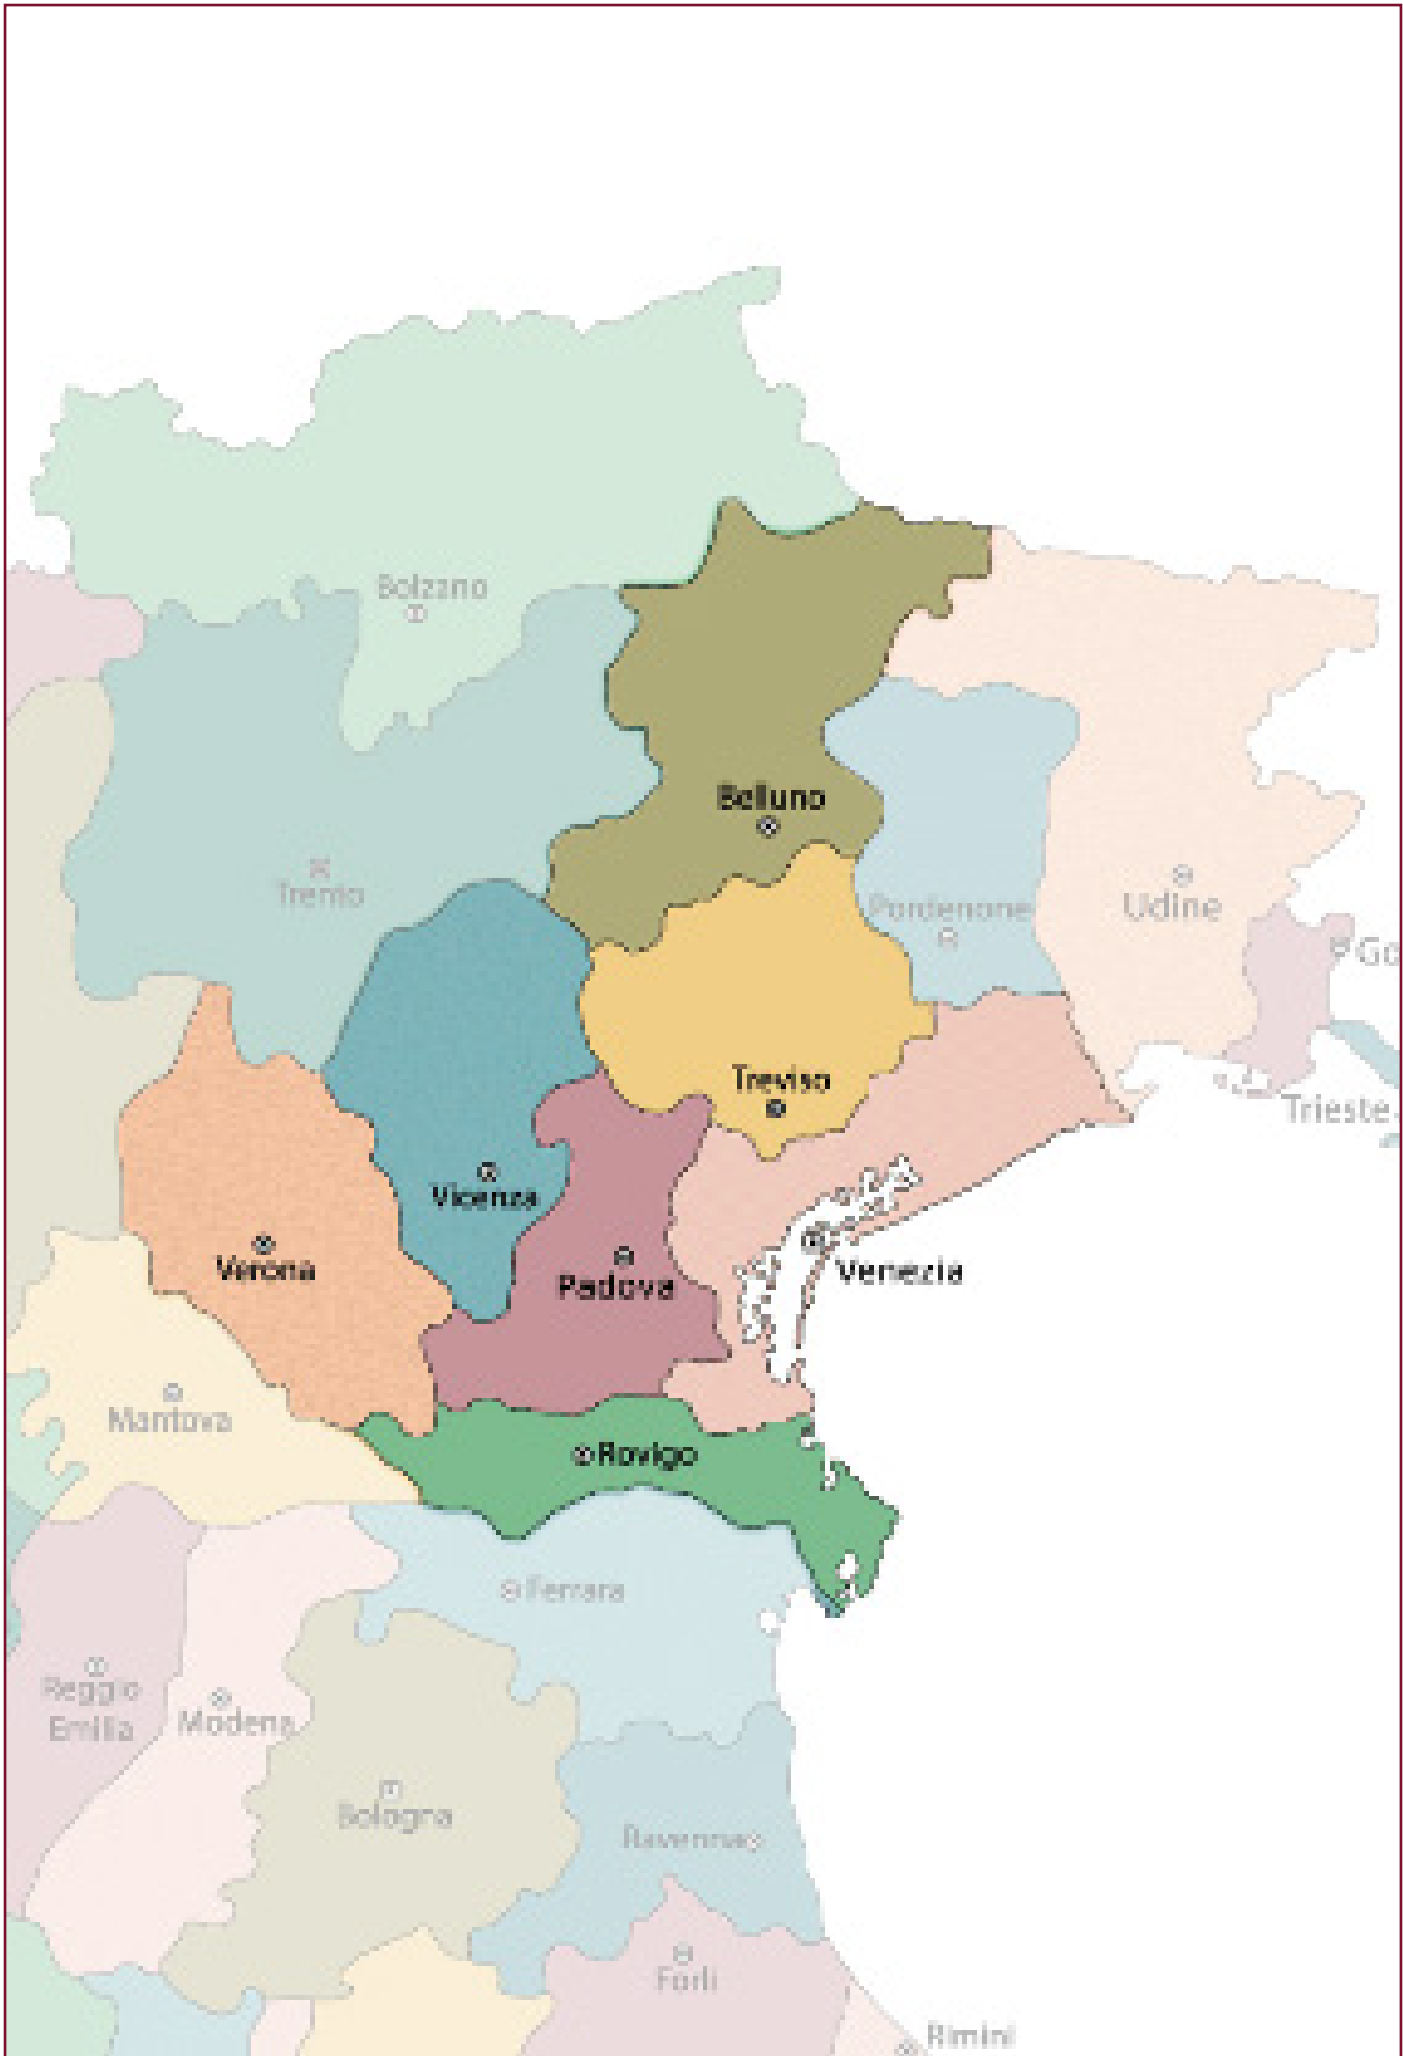 Bolzano
Belluno
Trento
Pordenone
Udine
Go
Treviso
Trieste
Vicenza
Verona
Padova
Venezia
Mantova
Rovigo
Ferrara
Reggio
Emilia
Modena
Bologna
Ravenna
Forlì
Rimini